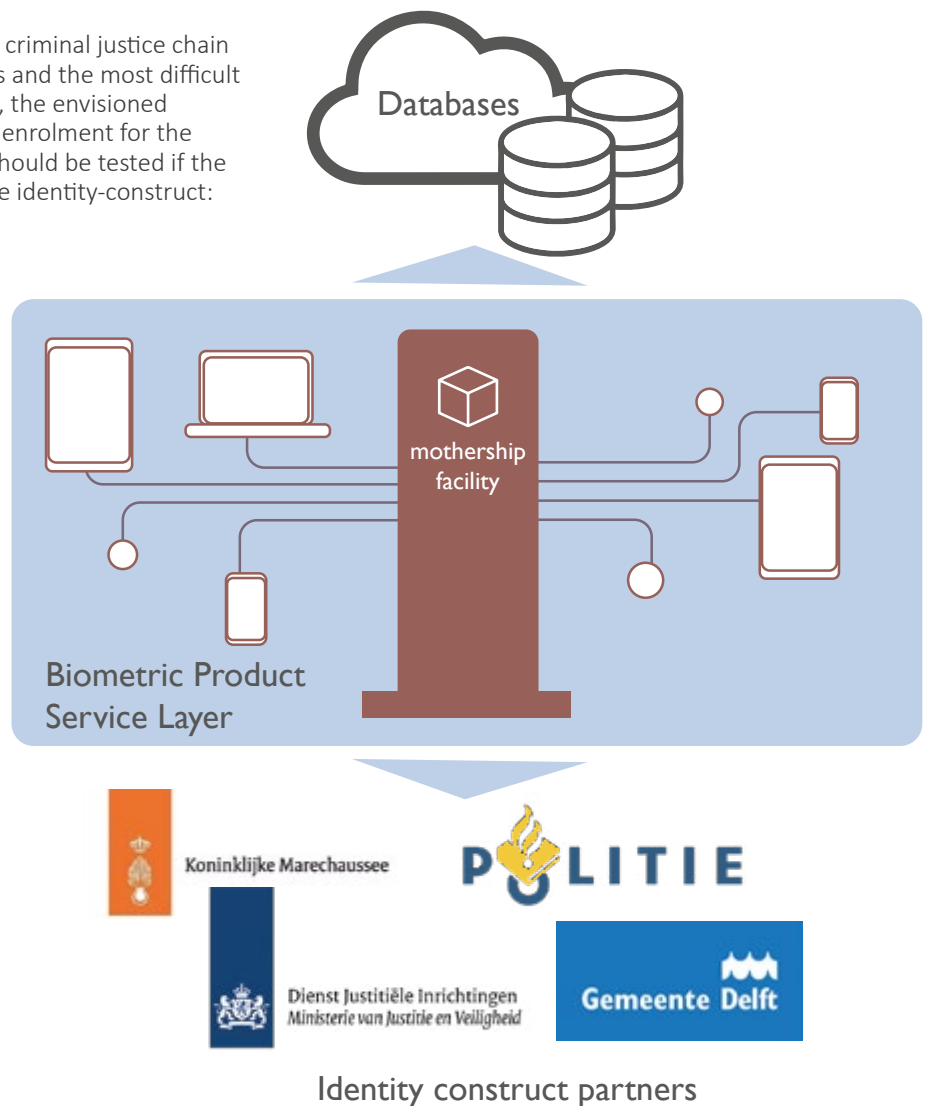 criminal justice chain
s and the most difficult
, the envisioned
enrolment for the
hould be tested if the
e identity-construct:
Databases
mothership
facility
Biometric Product
Service Layer
Koninklijke Marechaussee
POLITIE
Dienst Justitiële Inrichtingen
Ministerie van Justitie en Veiligheid
Gemeente Delft
Identity construct partners